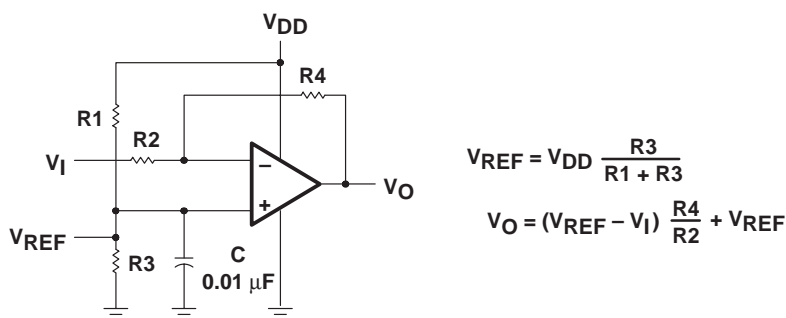 VDD
R4
R1
R2
VI
−
+
VO
VREF
R3
C
0.01 μF
VREF = VDD R3 / R1 + R3
VO = (VREF − VI) R4 / R2 + VREF